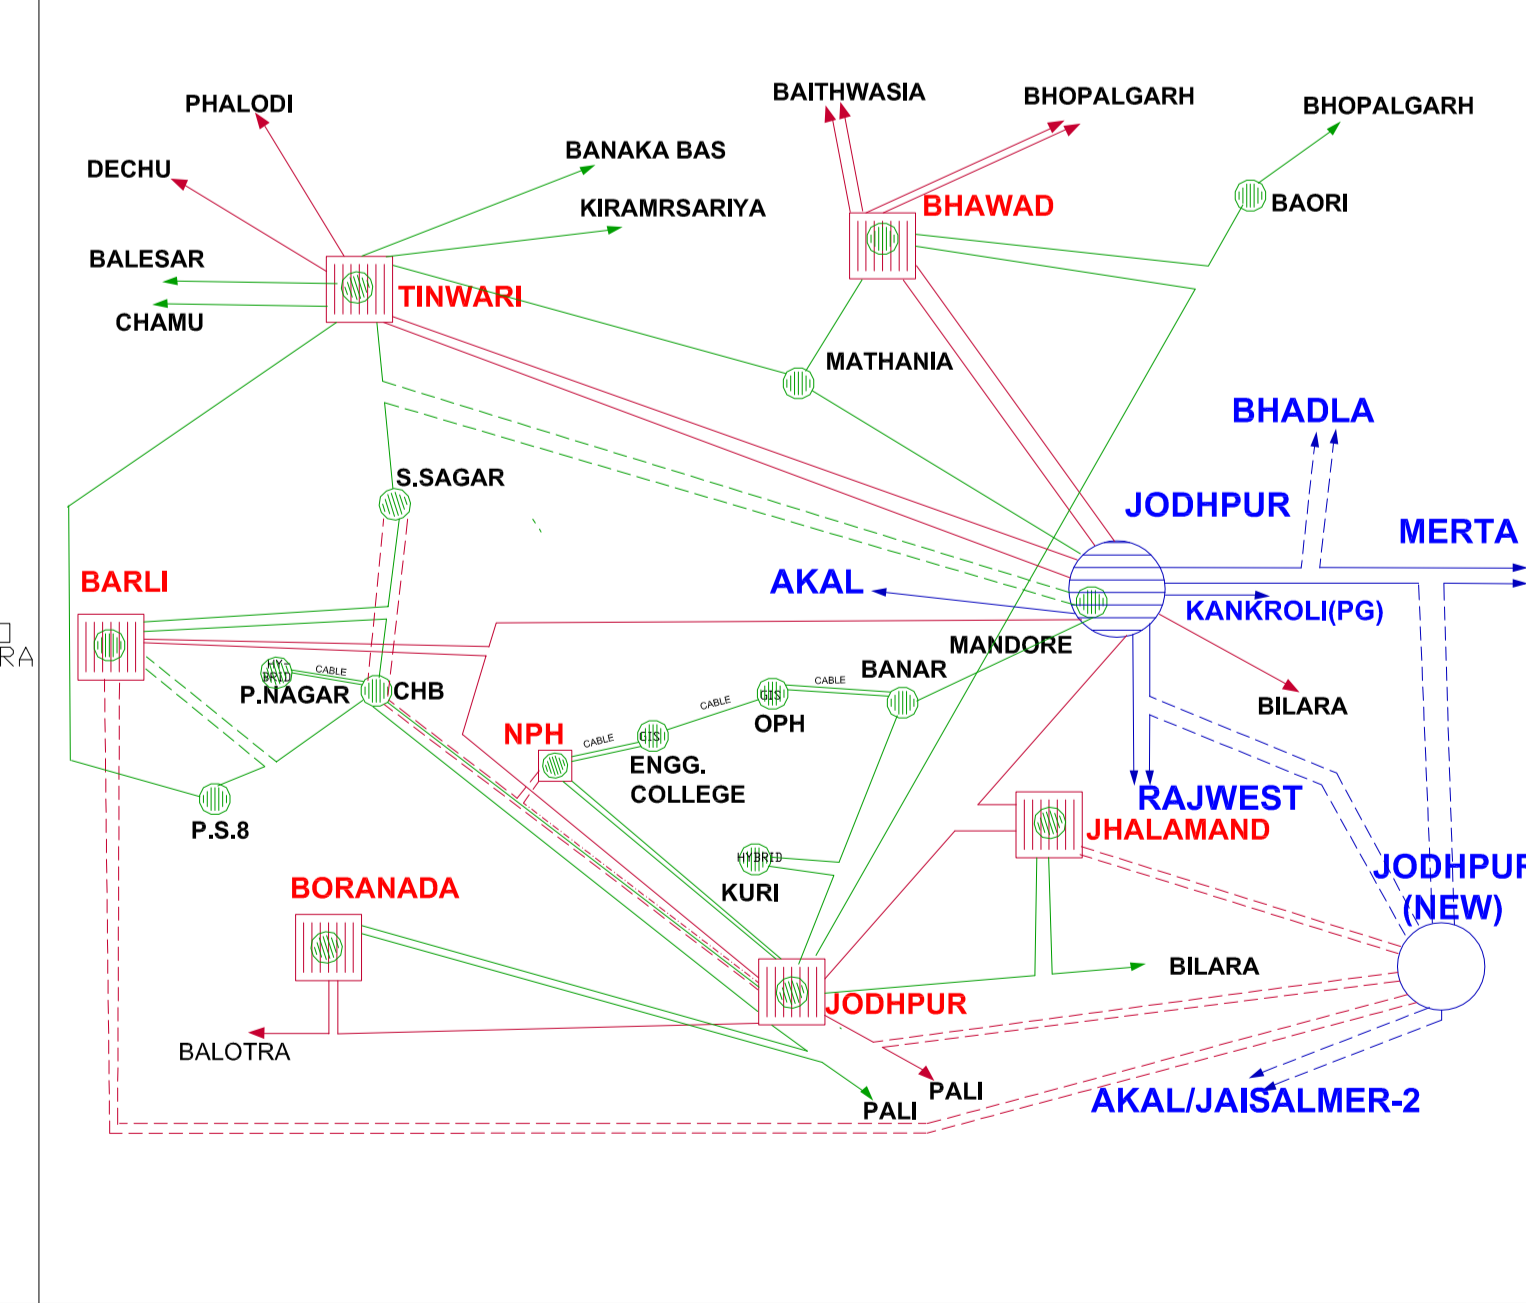 BAITHWASIA
BHOPALGARH
PHALODI
BHOPALGARH
BANAKA BAS
DECHU
KIRAMRSARIYA
BHAWAD
BAORI
BALESAR
TINWARI
CHAMU
MATHANIA
BHADLA
S.SAGAR
JODHPUR
MERTA
BARLI
AKAL
KANKROLI(PG)
MANDORE
RA
HY-
BRID
CABLE
P.NAGAR
CHB
BANAR
CABLE
GIS
CABLE
OPH
BILARA
NPH
CABLE
GIS
ENGG.
COLLEGE
RAJWEST
JHALAMAND
P.S.8
HYBRID
KURI
JODHPUR
(NEW)
BORANADA
BILARA
JODHPUR
BALOTRA
PALI
PALI
AKAL/JAISALMER-2